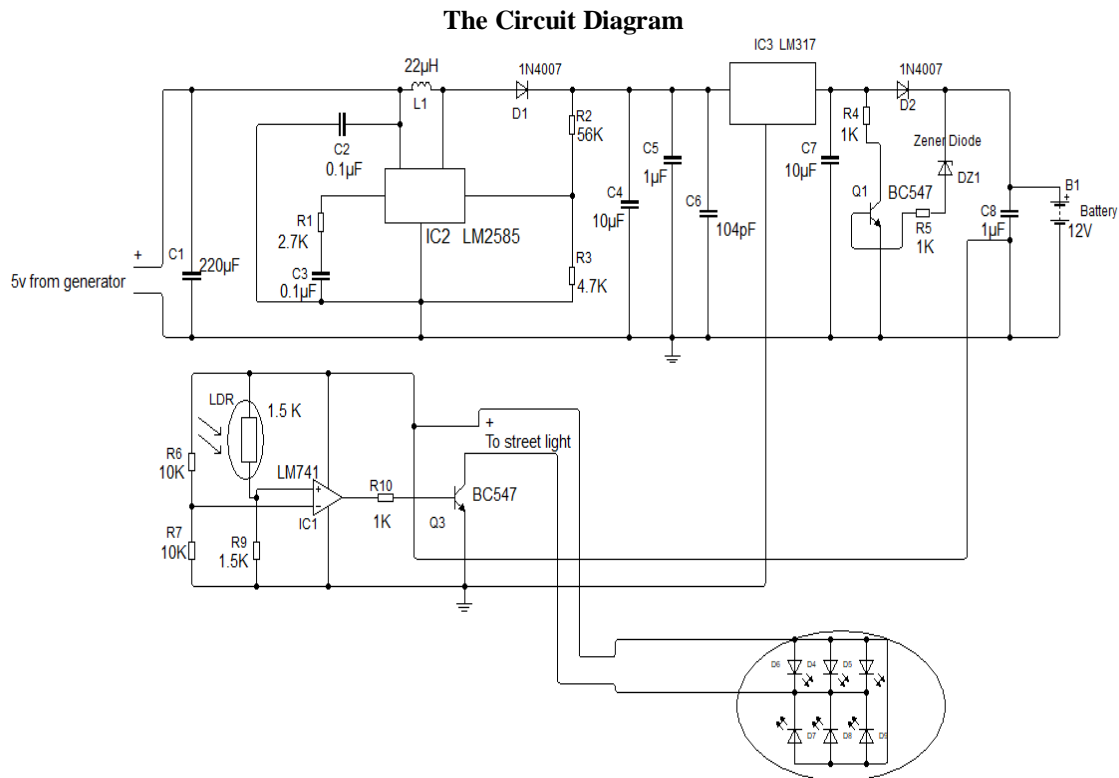 The Circuit Diagram
IC3 LM317
22µH
L1
1N4007
D1
1N4007
D2
R2
56K
R4
1K
C2
0.1µF
C5
1µF
C7
10µF
Zener Diode
DZ1
C4
10µF
C6
104pF
Q1
BC547
R5
1K
B1
+
Battery
12V
C8
1µF
R1
2.7K
IC2 LM2585
C3
0.1µF
R3
4.7K
C1
220µF
+
5v from generator
LDR
1.5 K
+
To street light
R6
10K
LM741
+
−
IC1
R10
1K
BC547
Q3
R7
10K
R9
1.5K
D6
D4
D5
D7
D8
D9